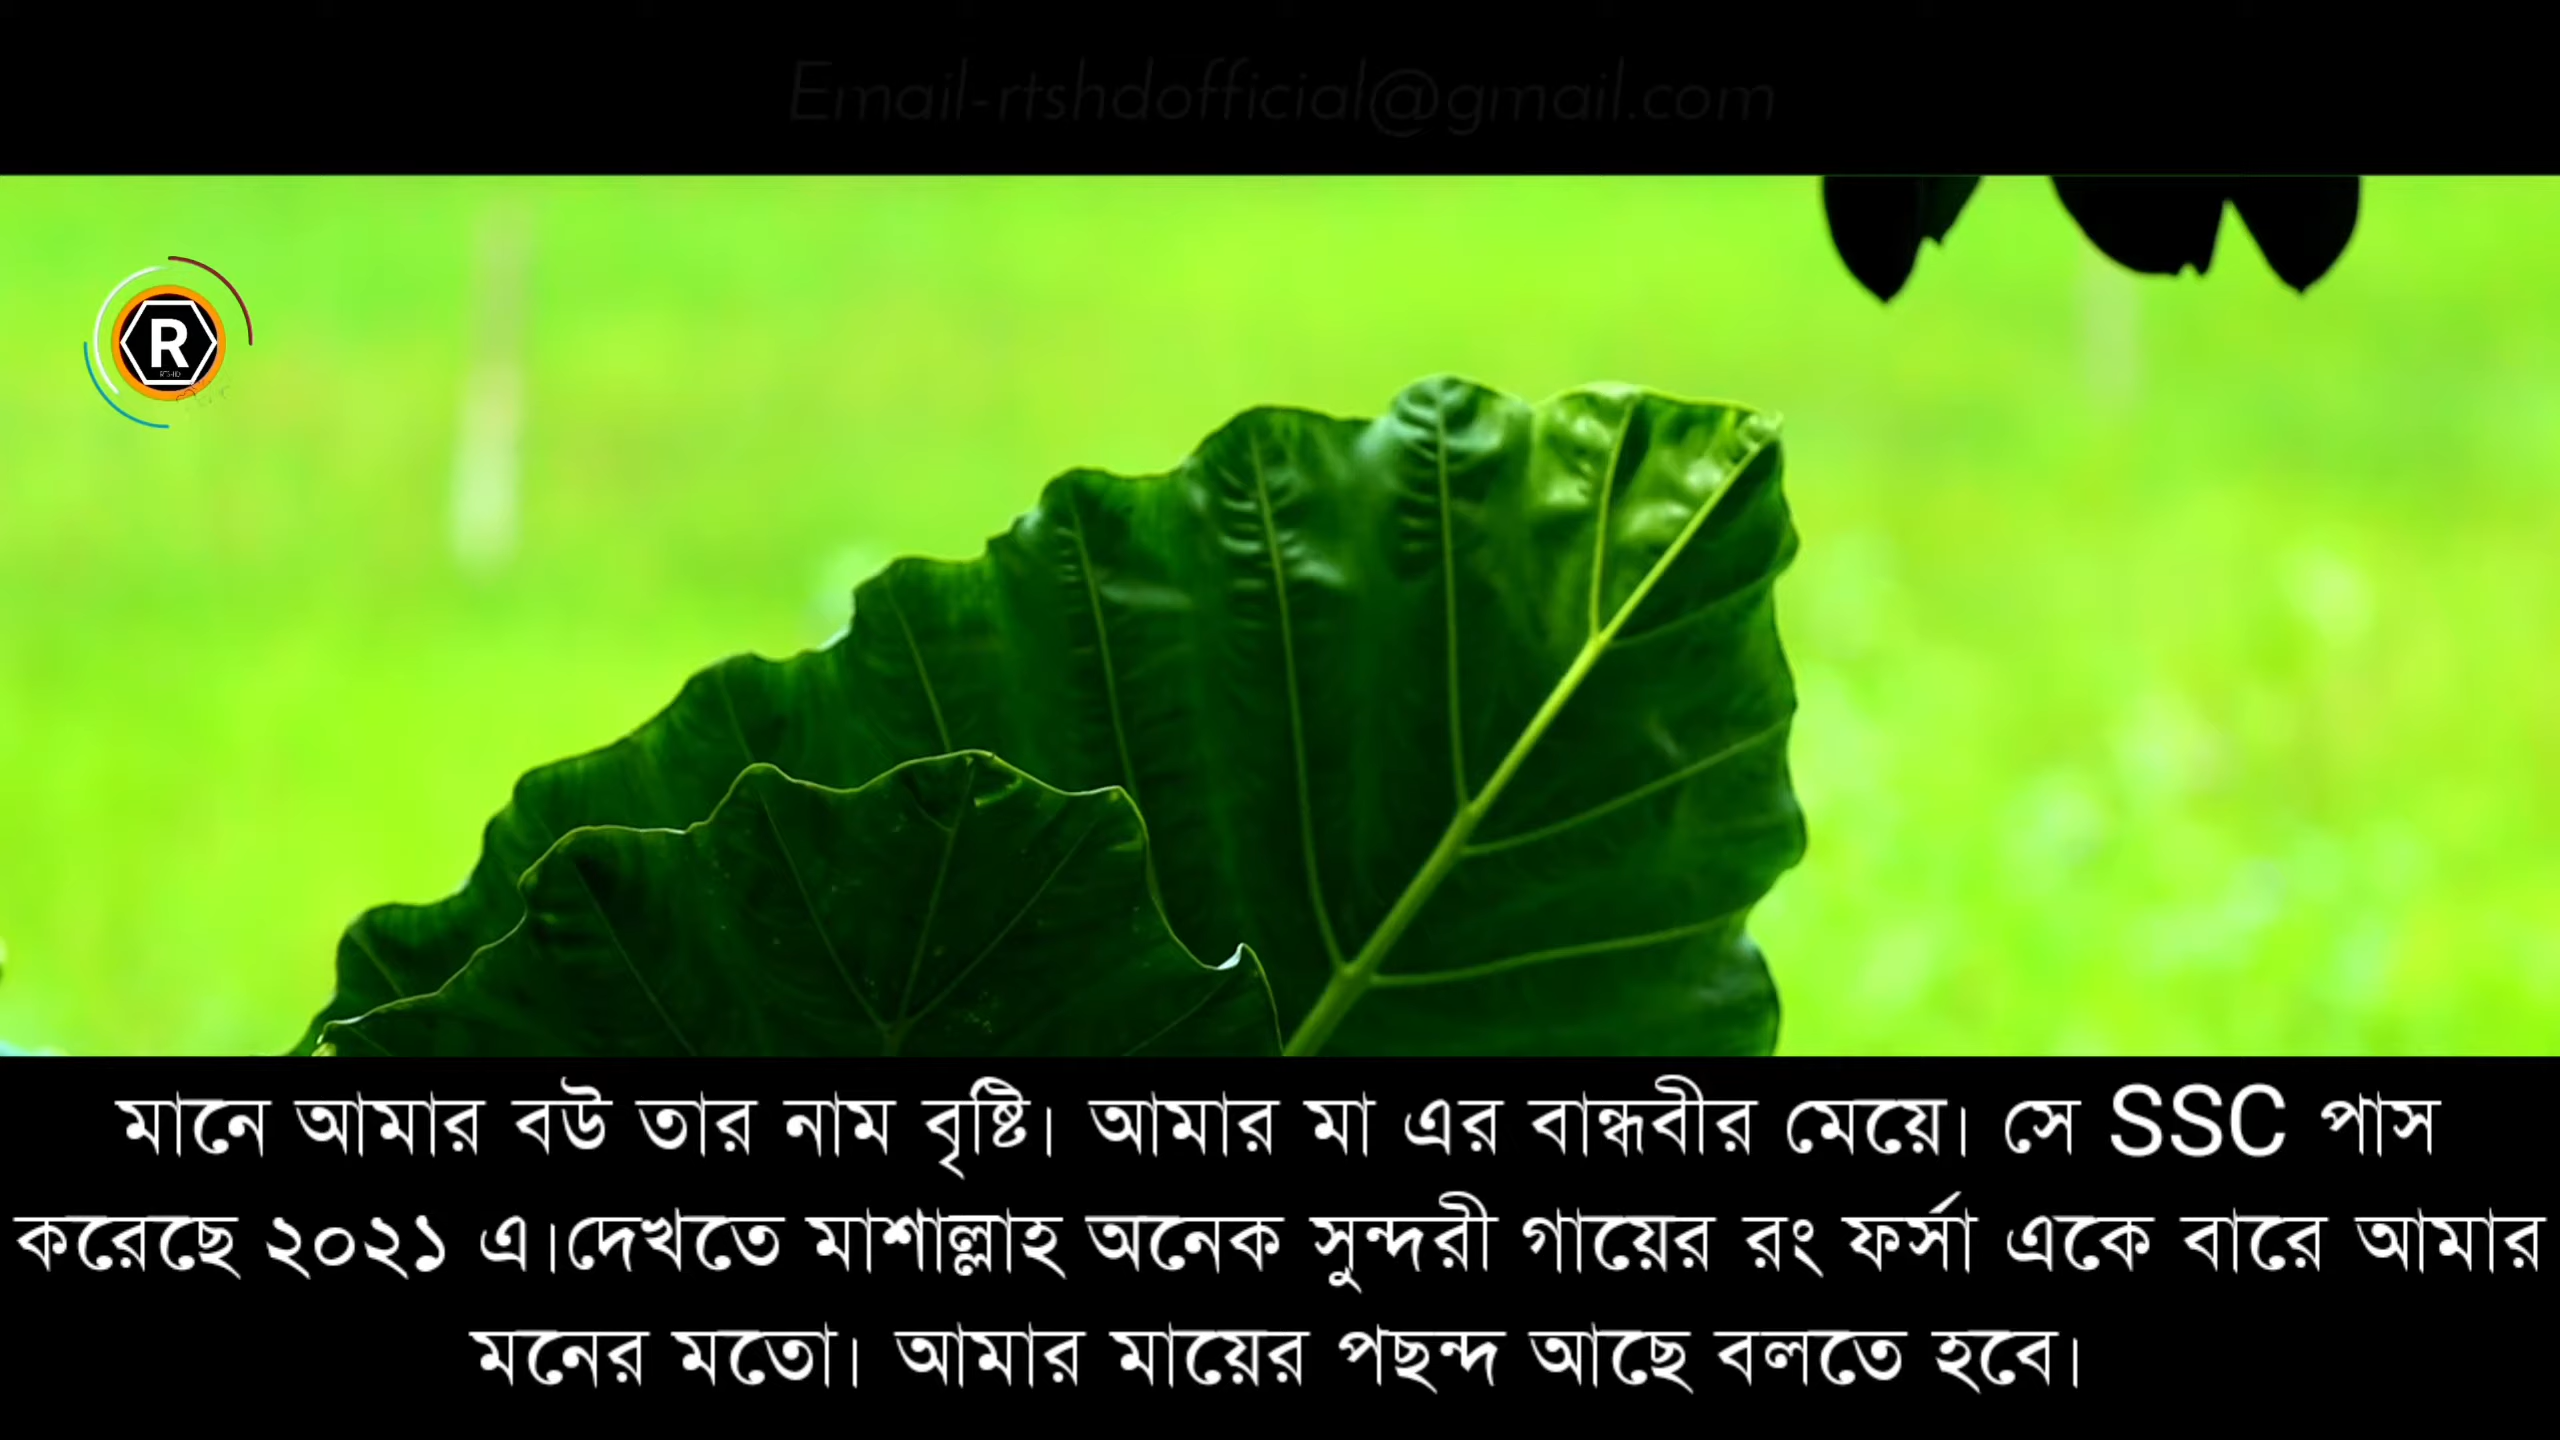 Email-rtshdofficial@gmail.com
R
মানে আমার বউ তার নাম বৃষ্টি। আমার মা এর বান্ধবীর মেয়ে। সে SSC পাস
করেছে ২০২১ এ।দেখতে মাশাল্লাহ অনেক সুন্দরী গায়ের রং ফর্সা একে বারে আমার
মনের মতো। আমার মায়ের পছন্দ আছে বলতে হবে।